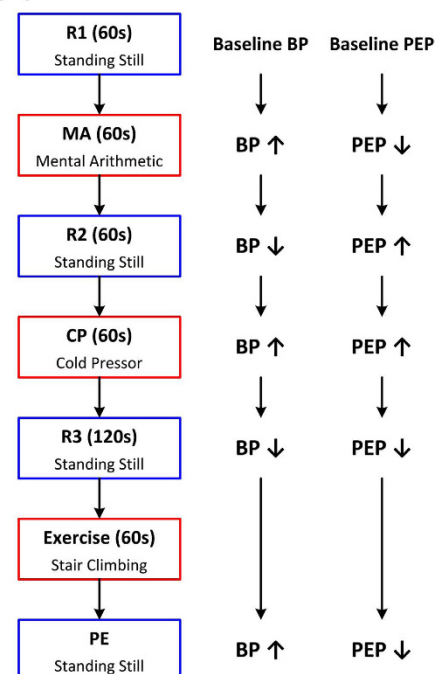 R1 (60s)
Standing Still
Baseline BP Baseline PEP
MA (60s)
Mental Arithmetic
BP ↑ PEP ↓
R2 (60s)
Standing Still
BP ↓ PEP ↑
CP (60s)
Cold Pressor
BP ↑ PEP ↑
R3 (120s)
Standing Still
BP ↓ PEP ↓
Exercise (60s)
Stair Climbing
PE
Standing Still
BP ↑ PEP ↓